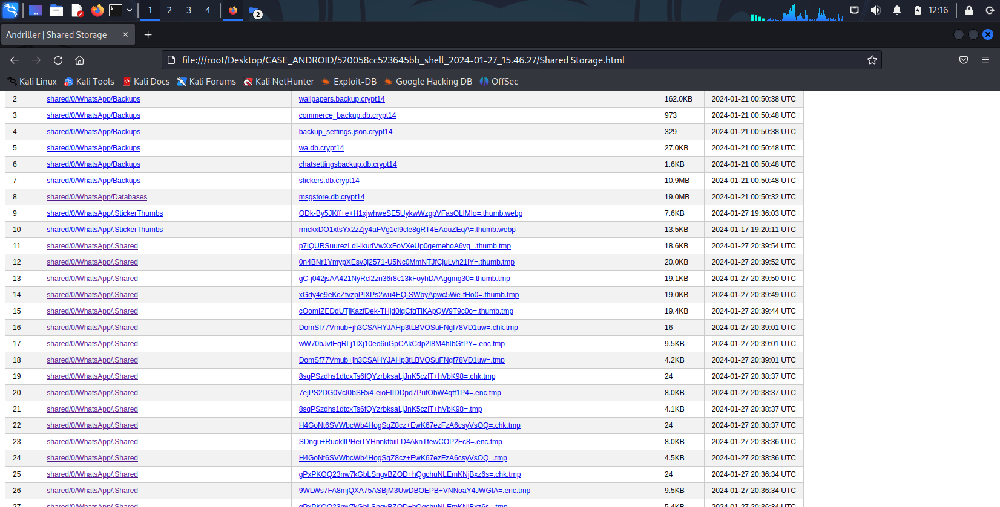 1 2 3 4 2 12:16
Andriller | Shared Storage
file:///root/Desktop/CASE_ANDROID/520058cc523645bb_shell_2024-01-27_15.46.27/Shared Storage.html
Kali Linux Kali Tools Kali Docs Kali Forums Kali NetHunter Exploit-DB Google Hacking DB OffSec
2 shared/0/WhatsApp/Backups wallpapers.backup.crypt14 162.0KB 2024-01-21 00:50:38 UTC
3 shared/0/WhatsApp/Backups commerce_backup.db.crypt14 973 2024-01-21 00:50:48 UTC
4 shared/0/WhatsApp/Backups backup_settings.json.crypt14 329 2024-01-21 00:50:38 UTC
5 shared/0/WhatsApp/Backups wa.db.crypt14 27.0KB 2024-01-21 00:50:48 UTC
6 shared/0/WhatsApp/Backups chatsettingsbackup.db.crypt14 1.6KB 2024-01-21 00:50:48 UTC
7 shared/0/WhatsApp/Backups stickers.db.crypt14 10.9MB 2024-01-21 00:50:48 UTC
8 shared/0/WhatsApp/Databases msgstore.db.crypt14 19.0MB 2024-01-21 00:50:32 UTC
9 shared/0/WhatsApp/.StickerThumbs ODk-By5JKff+e+H1xjwhweSE5UykwWzgpVFasOLlMIo=.thumb.webp 7.6KB 2024-01-27 19:36:03 UTC
10 shared/0/WhatsApp/.StickerThumbs rmckxDO1xtsYx2zZjy4aFVg1cl9cle8gRT4EAouZEqA=.thumb.webp 13.5KB 2024-01-17 19:20:11 UTC
11 shared/0/WhatsApp/.Shared p7lQURSuurezLdI-ikuriVwXxFoVXeUp0qemehoA6vg=.thumb.tmp 18.6KB 2024-01-27 20:39:54 UTC
12 shared/0/WhatsApp/.Shared 0n4BNr1YmypXEsv3j2571-U5Nc0MmNTJfCjuLvh21iY=.thumb.tmp 20.0KB 2024-01-27 20:39:52 UTC
13 shared/0/WhatsApp/.Shared gC-j042jsAA421NyRcl2zn36r8c13kFoyhDAAggmg30=.thumb.tmp 19.1KB 2024-01-27 20:39:50 UTC
14 shared/0/WhatsApp/.Shared xGdy4e9eKcZfvzpPIXPs2wu4EQ-SWbyApwc5We-fHo0=.thumb.tmp 19.0KB 2024-01-27 20:39:49 UTC
15 shared/0/WhatsApp/.Shared cOomIZEDdUTjKazfDek-THjd0iqCfqTlKApQW9T9c0o=.thumb.tmp 19.4KB 2024-01-27 20:39:44 UTC
16 shared/0/WhatsApp/.Shared DomSf77Vmub+jh3CSAHYJAHp3tLBVOSuFNgf78VD1uw=.chk.tmp 16 2024-01-27 20:39:01 UTC
17 shared/0/WhatsApp/.Shared wW70bJvtEqRLj1lXj10eo6uGpCAkCdp2I8M4hIbGfPY=.enc.tmp 9.5KB 2024-01-27 20:39:01 UTC
18 shared/0/WhatsApp/.Shared DomSf77Vmub+jh3CSAHYJAHp3tLBVOSuFNgf78VD1uw=.tmp 4.2KB 2024-01-27 20:39:01 UTC
19 shared/0/WhatsApp/.Shared 8sqPSzdhs1dtcxTs6fQYzrbksaLjJnK5czlT+hVbK98=.chk.tmp 24 2024-01-27 20:38:37 UTC
20 shared/0/WhatsApp/.Shared 7ejPS2DG0VcI0bSRx4-eioFIIDDpd7PufObW4qff1P4=.enc.tmp 8.0KB 2024-01-27 20:38:37 UTC
21 shared/0/WhatsApp/.Shared 8sqPSzdhs1dtcxTs6fQYzrbksaLjJnK5czlT+hVbK98=.tmp 4.1KB 2024-01-27 20:38:37 UTC
22 shared/0/WhatsApp/.Shared H4GoNt6SVWbcWb4HogSqZ8cz+EwK67ezFzA6csyVsOQ=.chk.tmp 24 2024-01-27 20:38:37 UTC
23 shared/0/WhatsApp/.Shared SDngu+RuokllPHeiTYHnnkfbiiLD4AknTfewCOP2Fc8=.enc.tmp 8.0KB 2024-01-27 20:38:36 UTC
24 shared/0/WhatsApp/.Shared H4GoNt6SVWbcWb4HogSqZ8cz+EwK67ezFzA6csyVsOQ=.tmp 4.5KB 2024-01-27 20:38:36 UTC
25 shared/0/WhatsApp/.Shared gPxPKOQ23nw7kGbLSngvBZOD+hQgchuNLEmKNjBxz6s=.chk.tmp 24 2024-01-27 20:36:34 UTC
26 shared/0/WhatsApp/.Shared 9WLWs7FA8mjQXA75ASBjM3UwDBOEPB+VNNoaY4JWGfA=.enc.tmp 9.5KB 2024-01-27 20:36:34 UTC
27 shared/0/WhatsApp/.Shared gPxPKOQ23nw7kGbLSngvBZOD+hQgchuNLEmKNjBxz6s=.tmp 5.4KB 2024-01-27 20:36:34 UTC